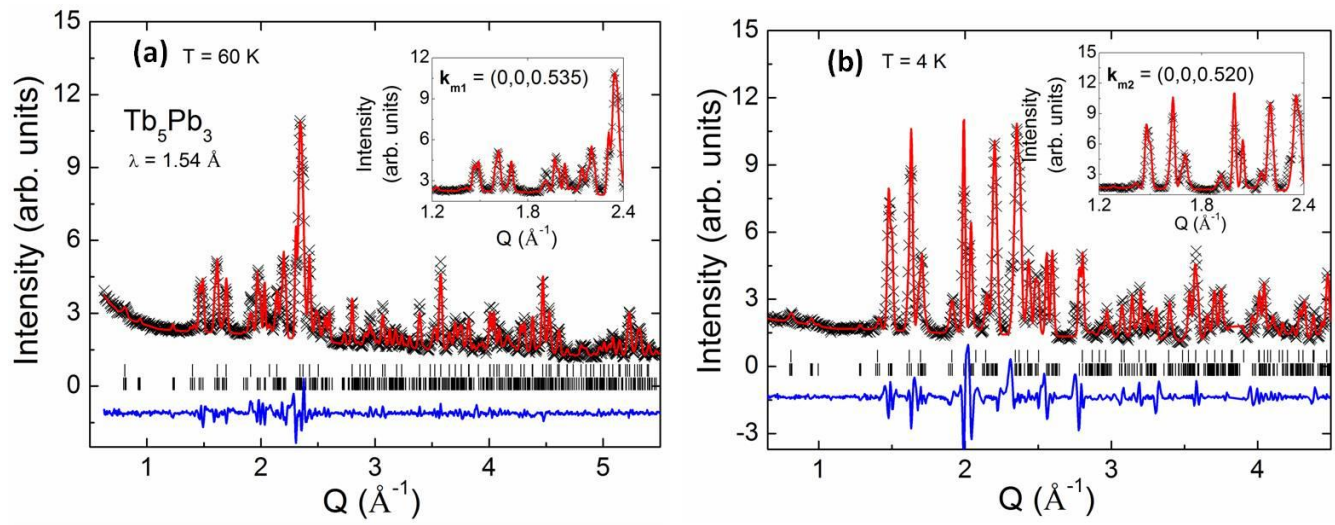 (a) T = 60 K
Tb5Pb3
λ = 1.54 Å
Intensity (arb. units)
15
12
9
6
3
0
1 2 3 4 5
Q (Å-1)
km1 = (0,0,0.535)
Intensity
(arb. units)
12
9
6
3
1.2 1.8 2.4
Q (Å-1)
(b) T = 4 K
Intensity (arb. units)
15
12
9
6
3
0
-3
1 2 3 4
Q (Å-1)
km2 = (0,0,0.520)
Intensity
(arb. units)
15
12
9
6
3
1.2 1.8 2.4
Q (Å-1)